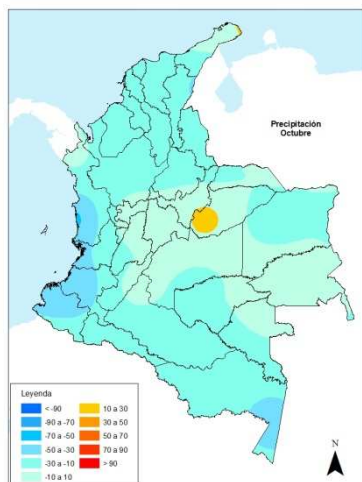 Precipitación
Octubre
Leyenda
< -90
-90 a -70
-70 a -50
-50 a -30
-30 a -10
-10 a 10
10 a 30
30 a 50
50 a 70
70 a 90
> 90
N